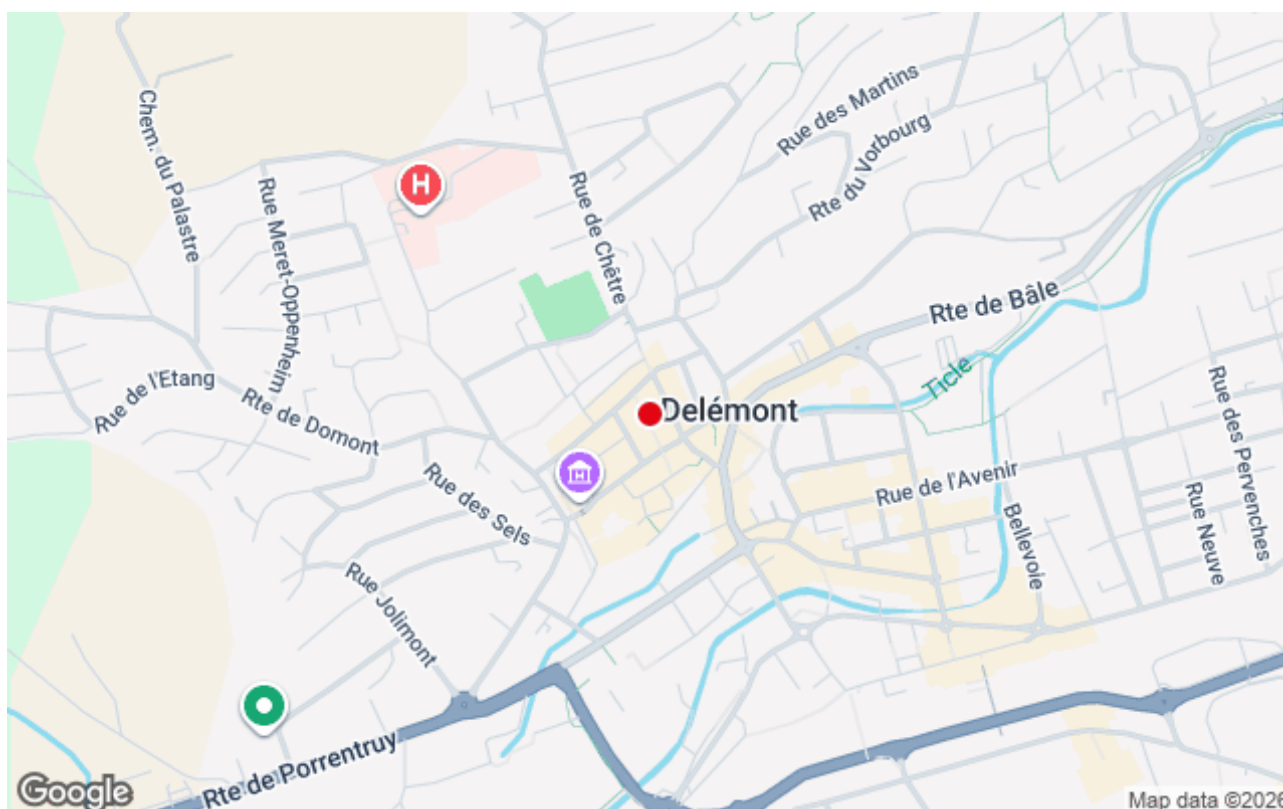 Rue des Martins
Chem. du Palastre
Rte du Vorbourg
H
Rue de Chêtre
Rue Meret-Oppenheim
Rte de Bâle
Ticle
Rue de l'Etang
Rte de Domont
Delémont
Rue des Pervenches
H
Rue de l'Avenir
Rue des Sels
Bellevoie
Rue Neuve
Rue Jolimont
Rte de Porrentruy
Google
Map data ©2026